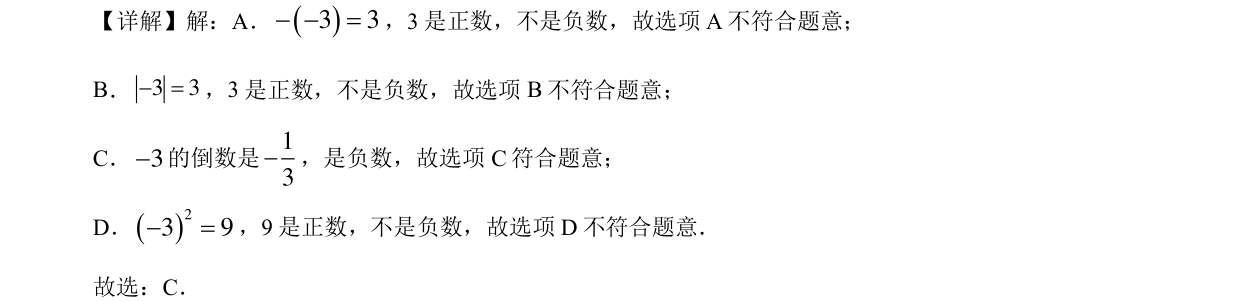 【详解】解：A．−(−3)=3，3 是正数，不是负数，故选项 A 不符合题意；
B．|−3|=3，3 是正数，不是负数，故选项 B 不符合题意；
C．−3 的倒数是 −1/3，是负数，故选项 C 符合题意；
D．(−3)²=9，9 是正数，不是负数，故选项 D 不符合题意．
故选：C．